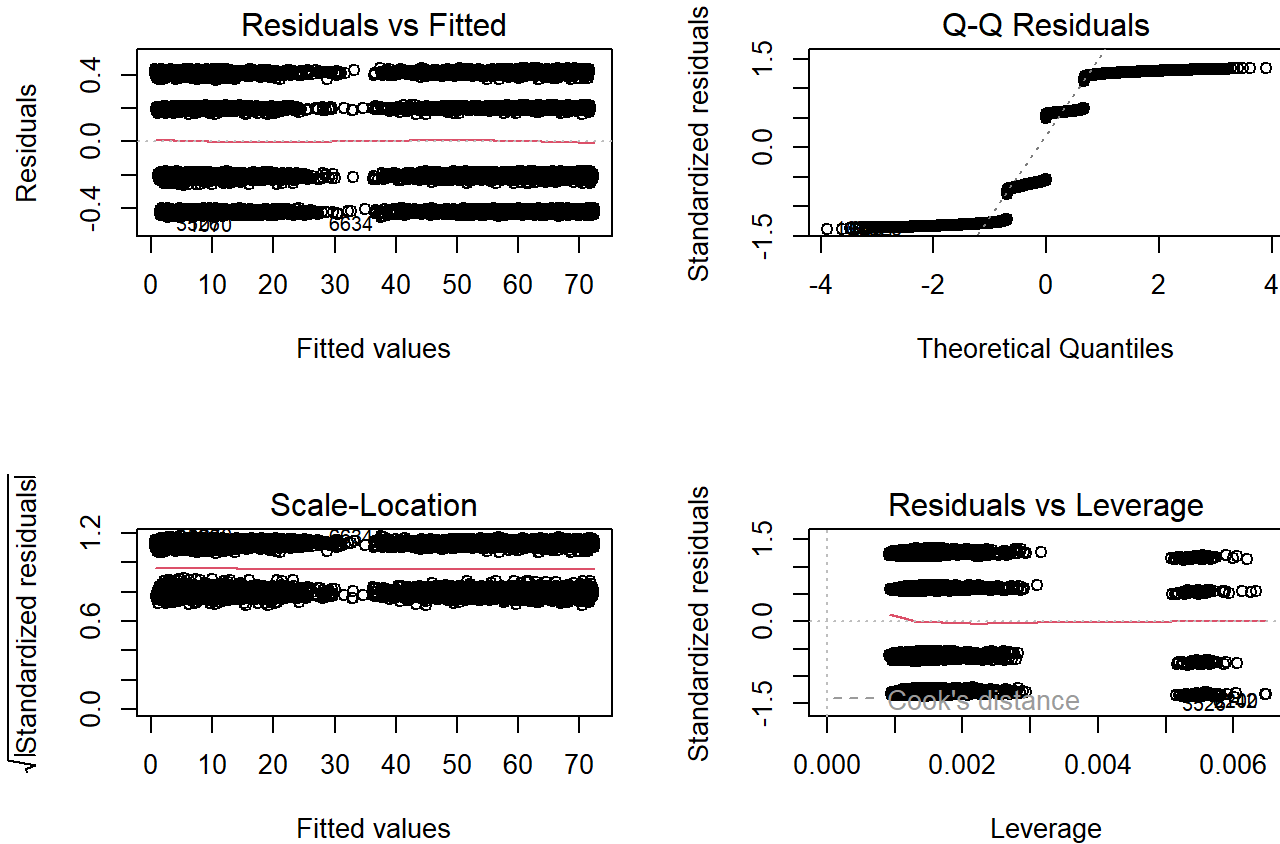 Residuals vs Fitted
Residuals
0.4
0.0
-0.4
6634
0 10 20 30 40 50 60 70
Fitted values
Q-Q Residuals
Standardized residuals
1.5
0.0
-1.5
-4 -2 0 2 4
Theoretical Quantiles
Scale-Location
√|Standardized residuals|
1.2
0.6
0.0
6634
0 10 20 30 40 50 60 70
Fitted values
Residuals vs Leverage
Standardized residuals
1.5
0.0
-1.5
Cook's distance
0.000 0.002 0.004 0.006
Leverage